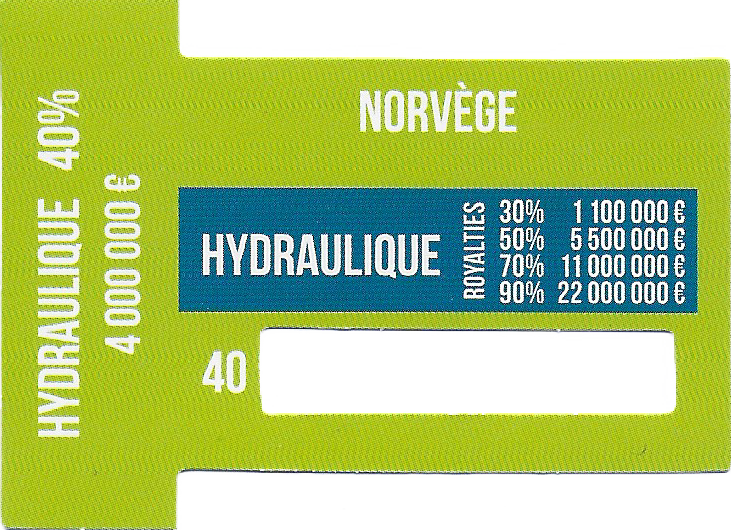 HYDRAULIQUE 40%
4 000 000 €
NORVÈGE
HYDRAULIQUE
ROYALTIES
30% 1 100 000 €
50% 5 500 000 €
70% 11 000 000 €
90% 22 000 000 €
40